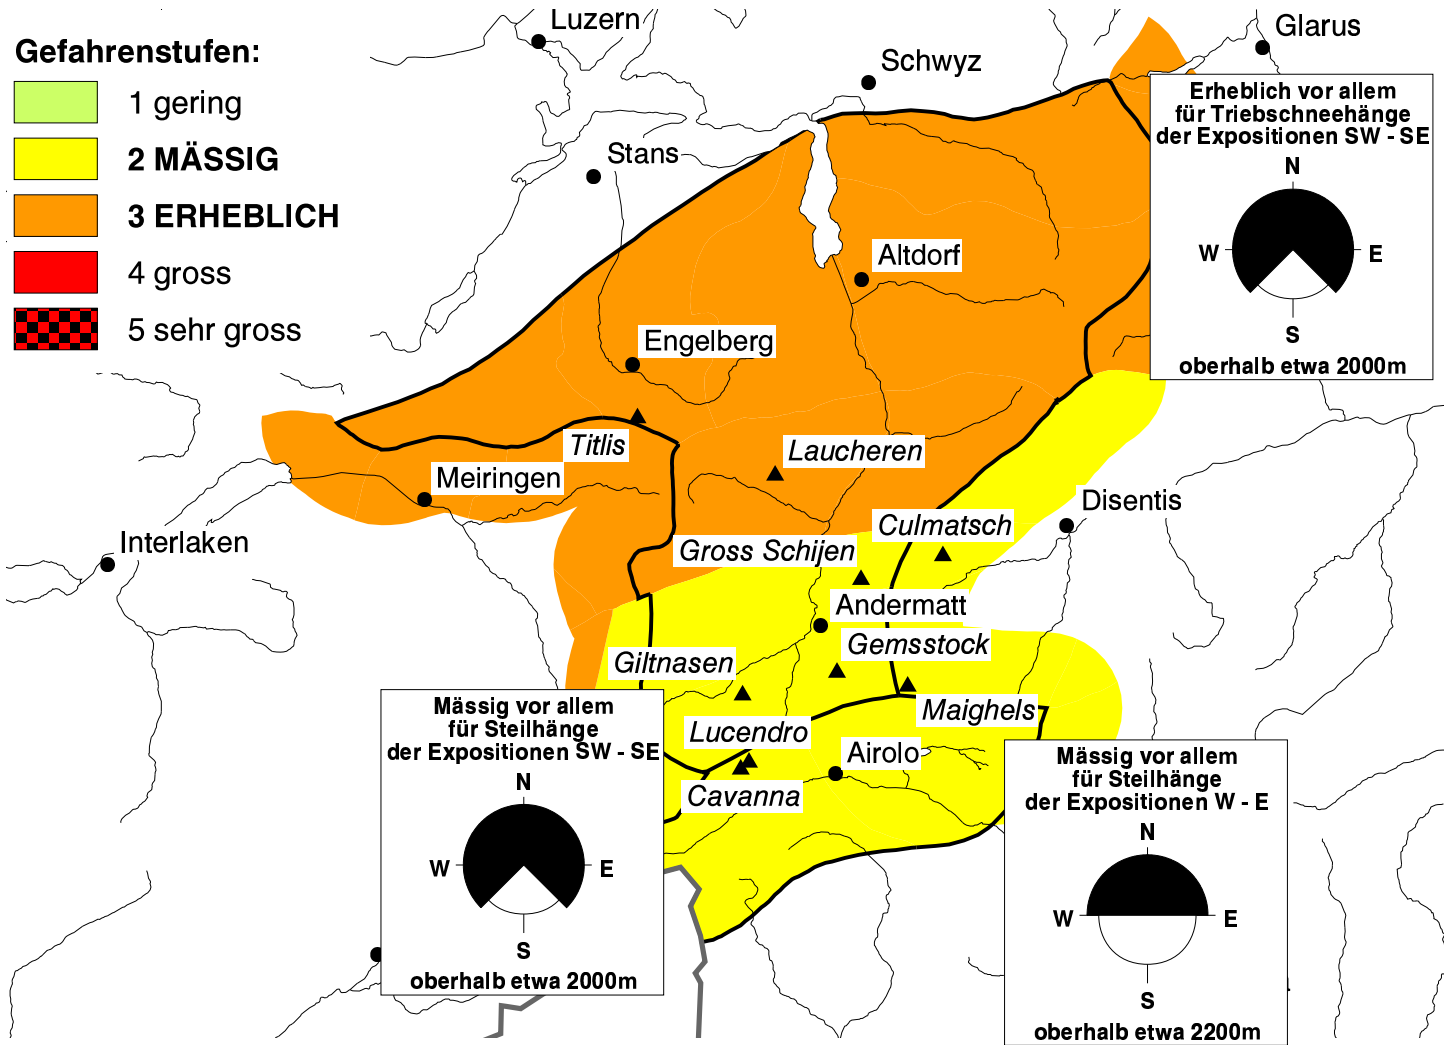 Gefahrenstufen:
1 gering
2 MÄSSIG
3 ERHEBLICH
4 gross
5 sehr gross
Luzern
Schwyz
Glarus
Stans
Altdorf
Engelberg
Titlis
Laucheren
Meiringen
Interlaken
Disentis
Culmatsch
Gross Schijen
Andermatt
Gemsstock
Giltnasen
Maighels
Lucendro
Airolo
Cavanna
Erheblich vor allem
für Triebschneehänge
der Expositionen SW - SE
N
W E
S
oberhalb etwa 2000m
Mässig vor allem
für Steilhänge
der Expositionen SW - SE
N
W E
S
oberhalb etwa 2000m
Mässig vor allem
für Steilhänge
der Expositionen W - E
N
W E
S
oberhalb etwa 2200m